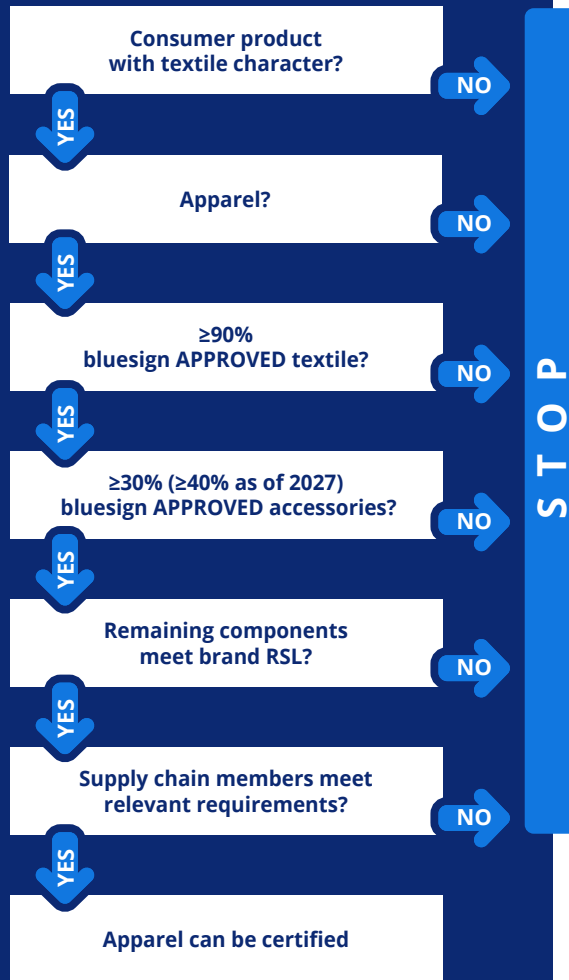 Consumer product
with textile character?
NO
YES
Apparel?
NO
YES
≥90%
bluesign APPROVED textile?
NO
YES
≥30% (≥40% as of 2027)
bluesign APPROVED accessories?
NO
YES
Remaining components
meet brand RSL?
NO
YES
Supply chain members meet
relevant requirements?
NO
YES
Apparel can be certified
STOP